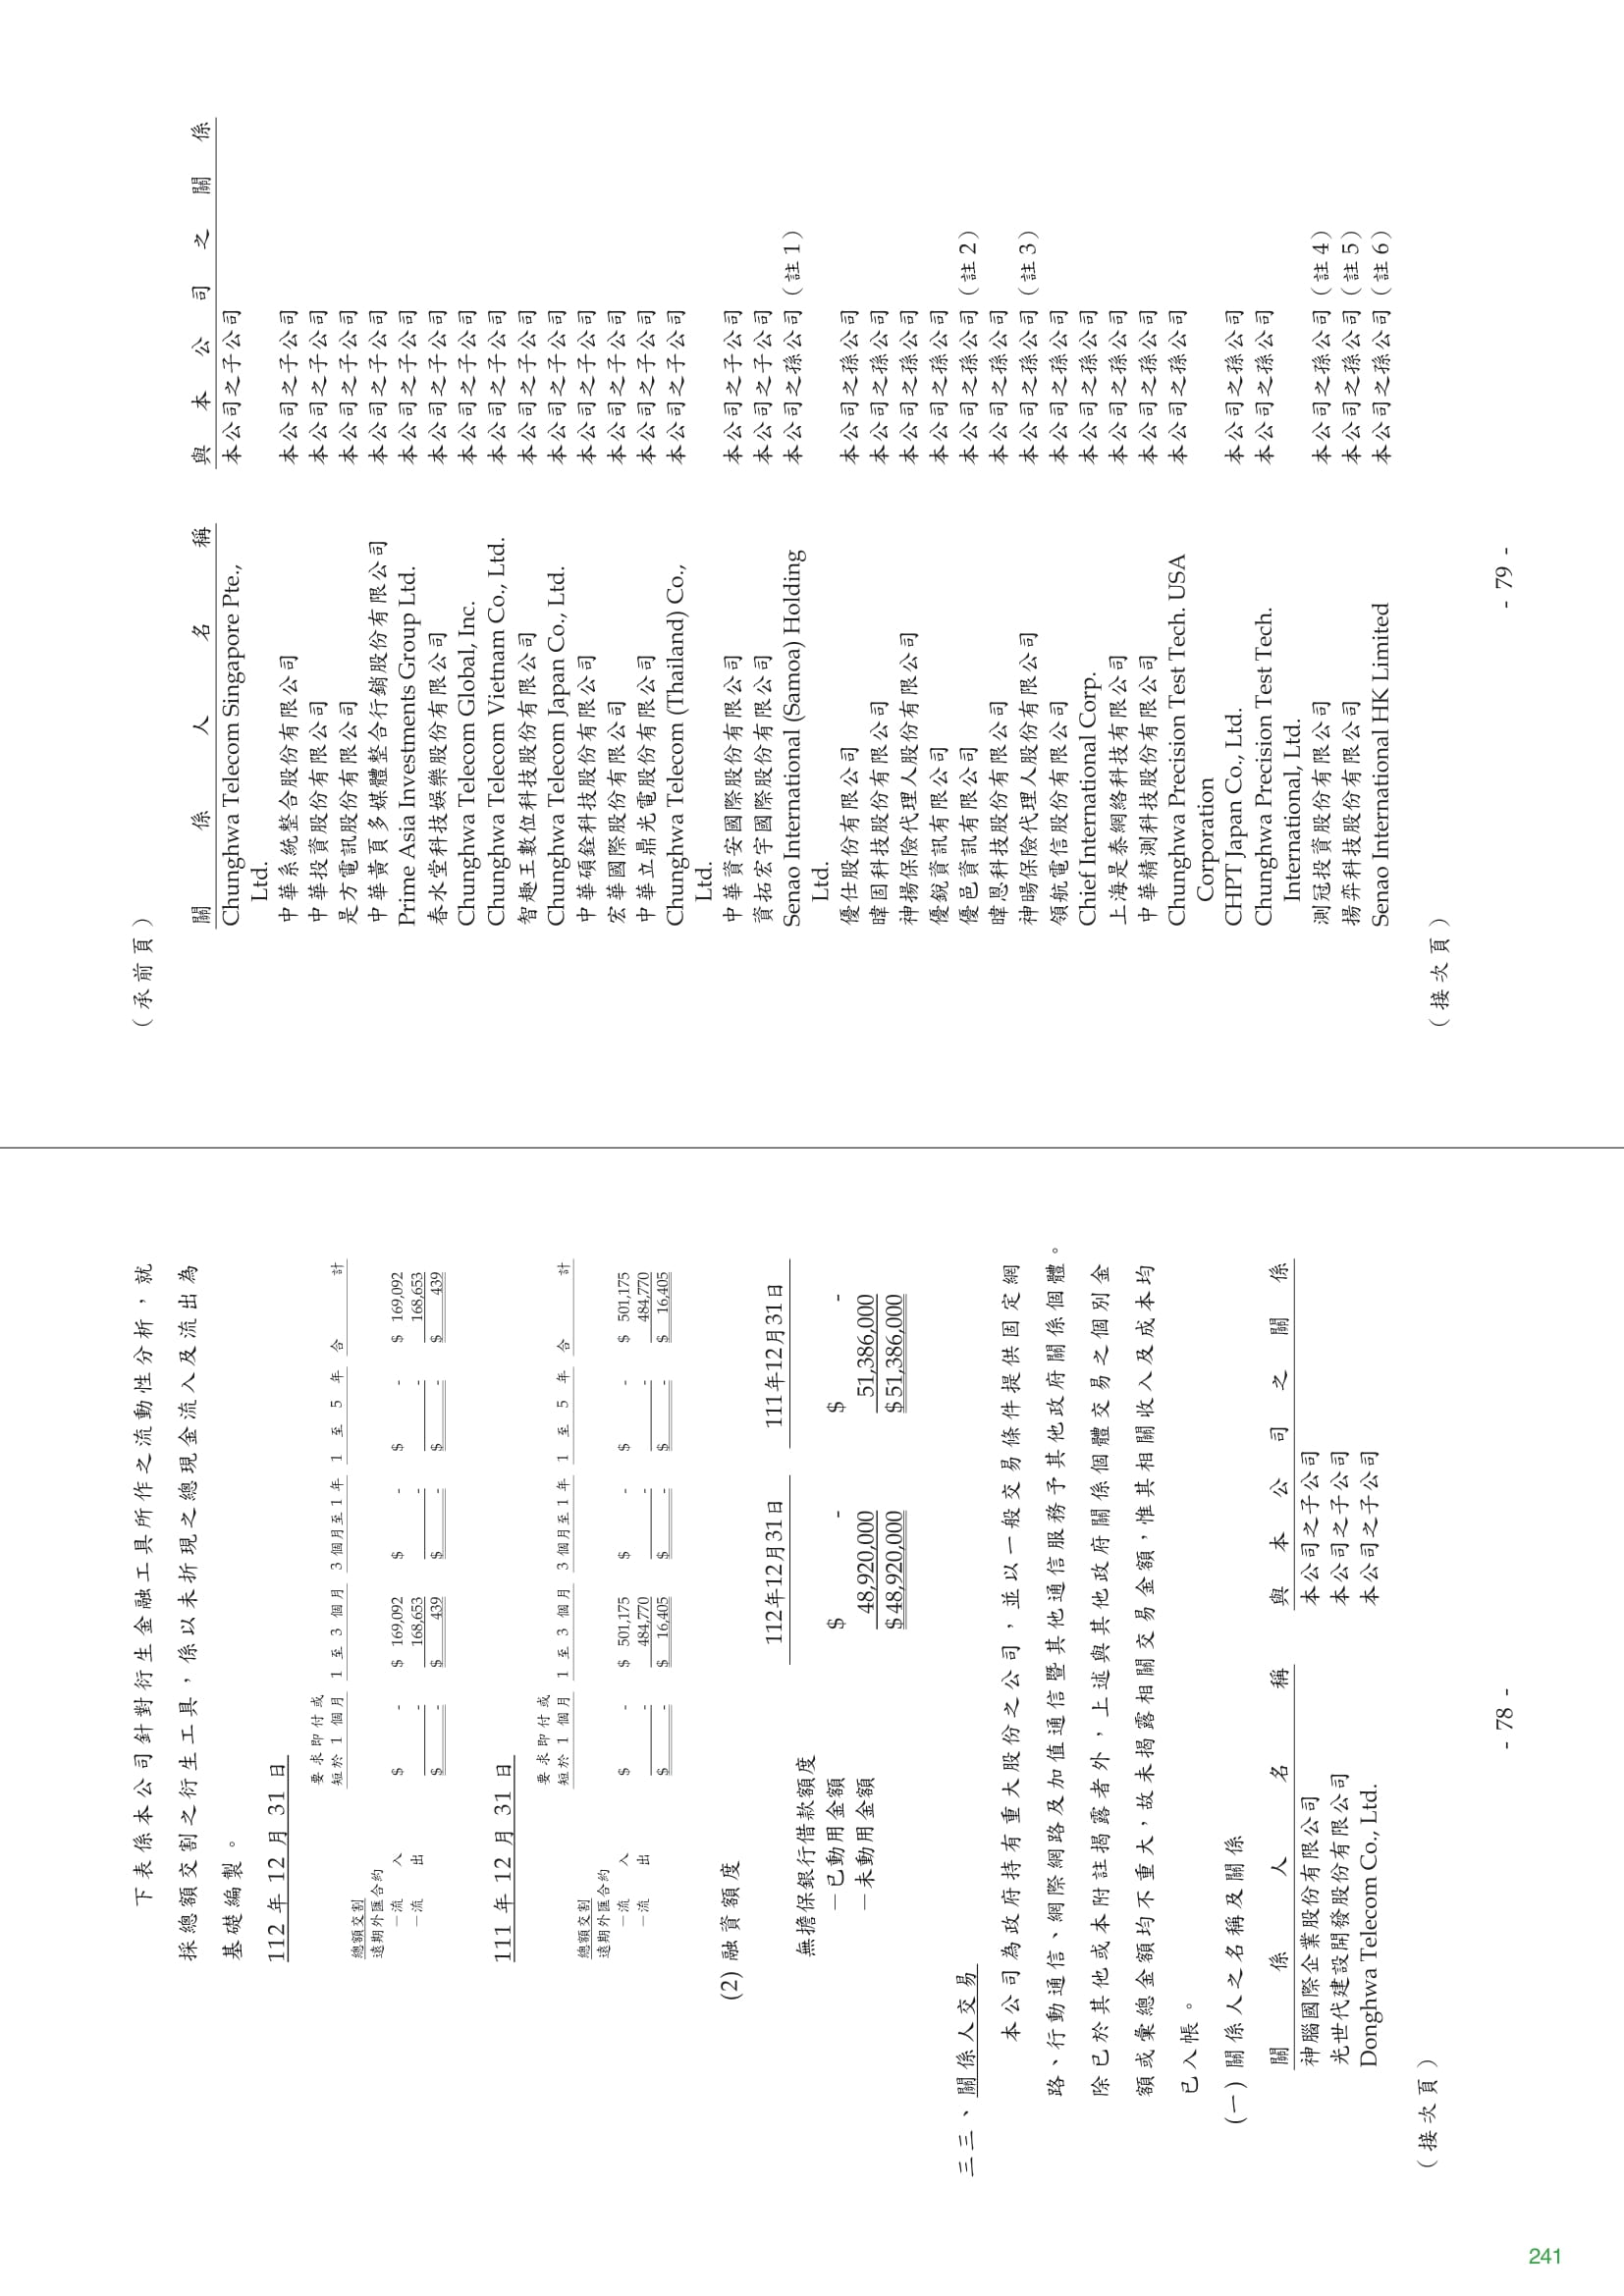 下表係本公司針對衍生金融工具所作之流動性分析，就
採總額交割之衍生工具，係以未折現之總現金流入及流出為
基礎編製。
112 年 12 月 31 日
要求即付或
短於 1 個月 1 至 3 個月 3 個月至1年 1 至 5 年 合計
總額交割
遠期外匯合約
－流入 $ - $ 169,092 $ - $ - $ 169,092
－流出 - 168,653 - - 168,653
$ - $ 439 $ - $ - $ 439
111 年 12 月 31 日
要求即付或
短於 1 個月 1 至 3 個月 3 個月至1年 1 至 5 年 合計
總額交割
遠期外匯合約
－流入 $ - $ 501,175 $ - $ - $ 501,175
－流出 - 484,770 - - 484,770
$ - $ 16,405 $ - $ - $ 16,405
(2) 融資額度
112年12月31日 111年12月31日
無擔保銀行借款額度
－已動用金額 $ - $ -
－未動用金額 48,920,000 51,386,000
$ 48,920,000 $ 51,386,000
三三、關係人交易
本公司為政府持有重大股份之公司，並以一般交易條件提供固定網
路、行動通信、網際網路及加值通信暨其他通信服務予其他政府關係個體。
除已於其他或本附註揭露者外，上述與其他政府關係個體交易之個別金
額或彙總金額均不重大，故未揭露相關交易金額，惟其相關收入及成本均
已入帳。
(一) 關係人之名稱及關係
關係人名稱 與本公司之關係
神腦國際企業股份有限公司 本公司之子公司
光世代建設開發股份有限公司 本公司之子公司
Donghwa Telecom Co., Ltd. 本公司之子公司
（接次頁）
- 78 -
（承前頁）
關係人名稱 與本公司之關係
Chunghwa Telecom Singapore Pte., 本公司之子公司
Ltd.
中華系統整合股份有限公司 本公司之子公司
中華投資股份有限公司 本公司之子公司
是方電訊股份有限公司 本公司之子公司
中華黃頁多媒體整合行銷股份有限公司 本公司之子公司
Prime Asia Investments Group Ltd. 本公司之子公司
春水堂科技娛樂股份有限公司 本公司之子公司
Chunghwa Telecom Global, Inc. 本公司之子公司
Chunghwa Telecom Vietnam Co., Ltd. 本公司之子公司
智趣王數位科技股份有限公司 本公司之子公司
Chunghwa Telecom Japan Co., Ltd. 本公司之子公司
中華碩銓科技股份有限公司 本公司之子公司
宏華國際股份有限公司 本公司之子公司
中華立鼎光電股份有限公司 本公司之子公司
Chunghwa Telecom (Thailand) Co., 本公司之子公司
Ltd.
中華資安國際股份有限公司 本公司之子公司
資拓宏宇國際股份有限公司 本公司之子公司
Senao International (Samoa) Holding 本公司之孫公司（註 1）
Ltd.
優仕股份有限公司 本公司之孫公司
暐固科技股份有限公司 本公司之孫公司
神揚保險代理人股份有限公司 本公司之孫公司
優銳資訊有限公司 本公司之孫公司
優邑資訊有限公司 本公司之孫公司（註 2）
暐恩科技股份有限公司 本公司之孫公司
神暘保險代理人股份有限公司 本公司之孫公司（註 3）
領航電信股份有限公司 本公司之孫公司
Chief International Corp. 本公司之孫公司
上海是泰網絡科技有限公司 本公司之孫公司
中華精測科技股份有限公司 本公司之孫公司
Chunghwa Precision Test Tech. USA 本公司之孫公司
Corporation
CHPT Japan Co., Ltd. 本公司之孫公司
Chunghwa Precision Test Tech. 本公司之孫公司
International, Ltd.
測冠投資股份有限公司 本公司之孫公司（註 4）
揚弈科技股份有限公司 本公司之孫公司（註 5）
Senao International HK Limited 本公司之孫公司（註 6）
（接次頁）
- 79 -
241